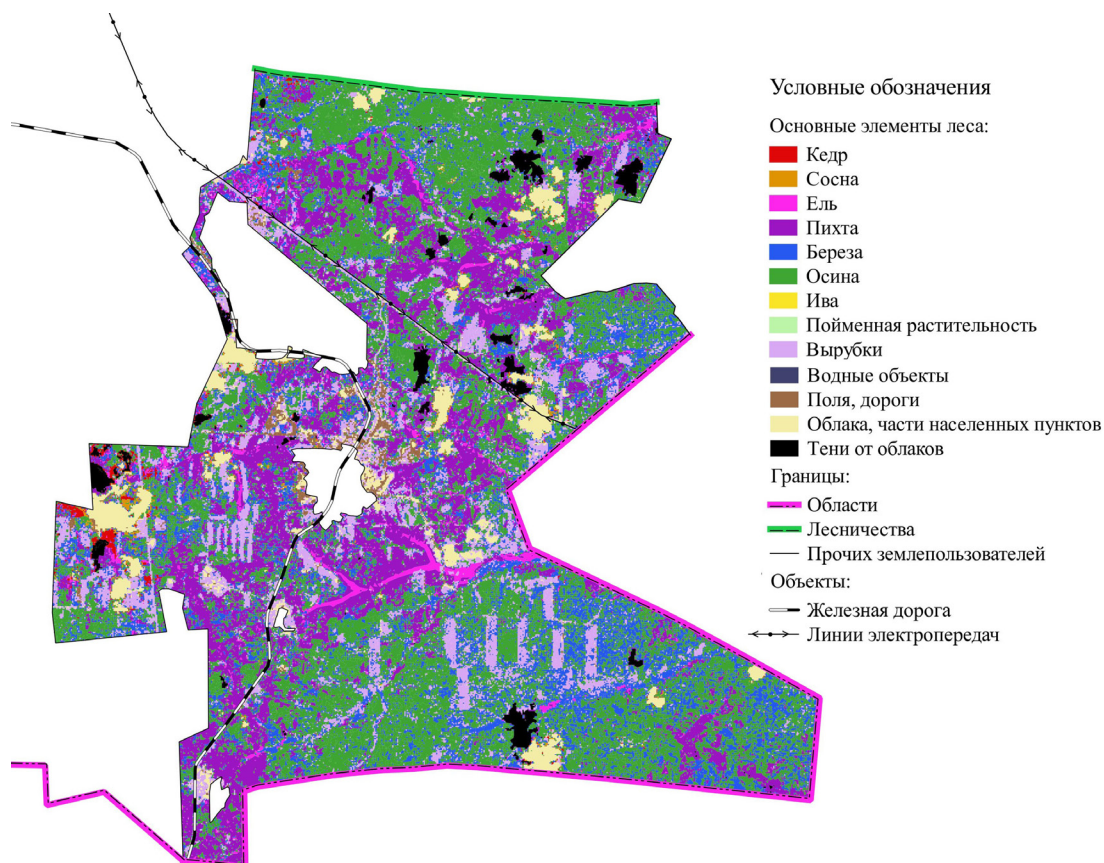 Условные обозначения
Основные элементы леса:
Кедр
Сосна
Ель
Пихта
Береза
Осина
Ива
Пойменная растительность
Вырубки
Водные объекты
Поля, дороги
Облака, части населенных пунктов
Тени от облаков
Границы:
Области
Лесничества
Прочих землепользователей
Объекты:
Железная дорога
Линии электропередач